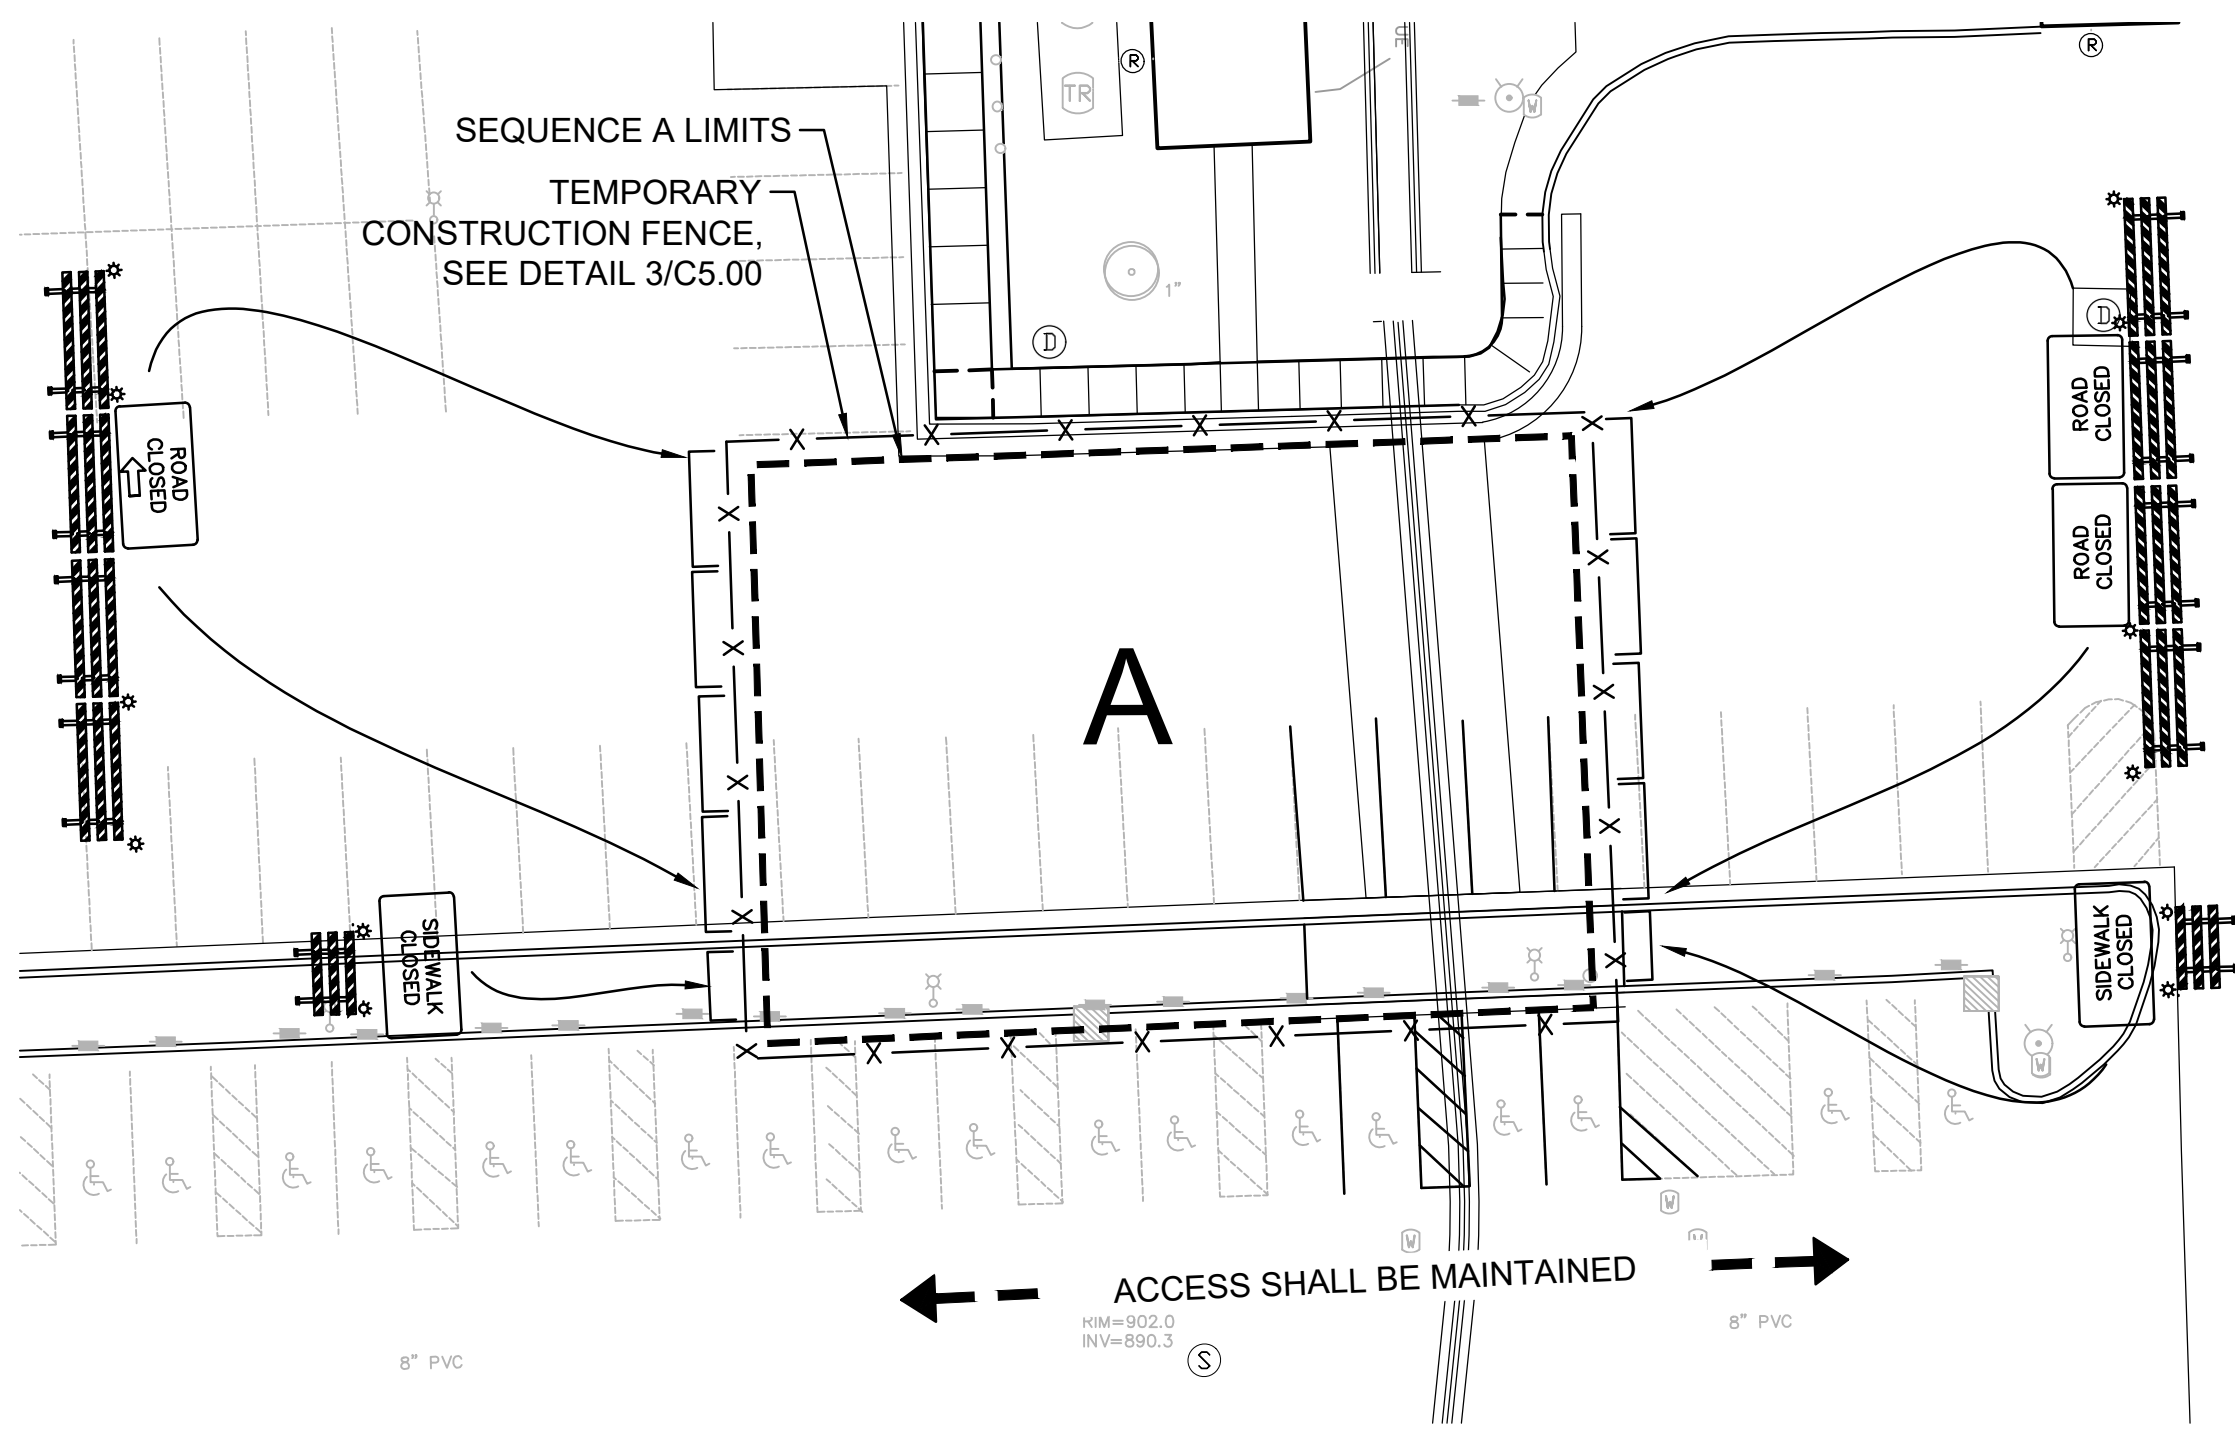 UE
R
R
TR
W
SEQUENCE A LIMITS
TEMPORARY
CONSTRUCTION FENCE,
SEE DETAIL 3/C5.00
1"
D
D
ROAD
CLOSED
ROAD
CLOSED
ROAD
CLOSED
A
SIDEWALK
CLOSED
SIDEWALK
CLOSED
W
W
W
ACCESS SHALL BE MAINTAINED
RIM=902.0
INV=890.3
8" PVC
8" PVC
S